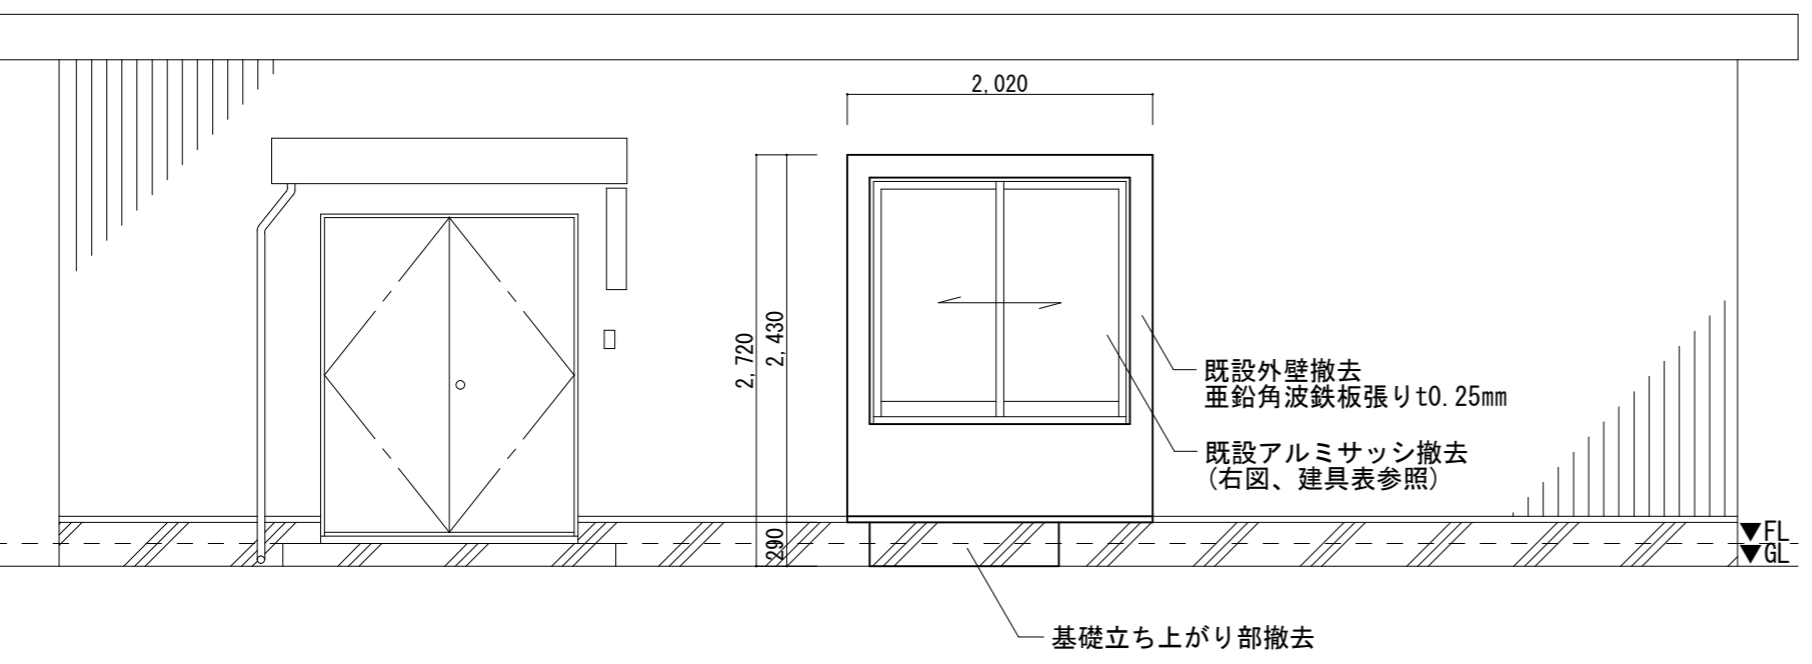 2,020
2,720
2,430
290
既設外壁撤去
亜鉛角波鉄板張りt0.25mm
既設アルミサッシ撤去
(右図、建具表参照)
▼FL
▼GL
基礎立ち上がり部撤去